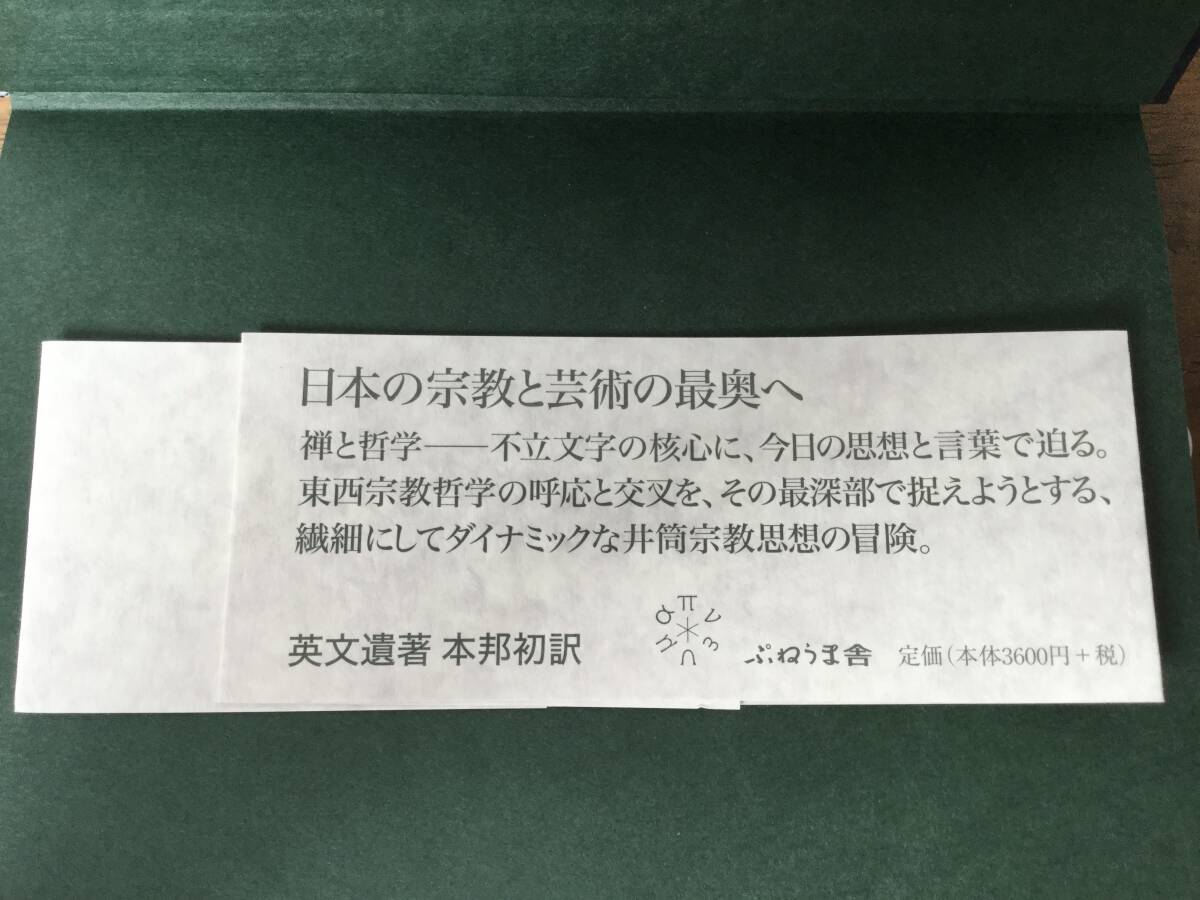 日本の宗教と芸術の最奥へ
禅と哲学――不立文字の核心に、今日の思想と言葉で迫る。
東西宗教哲学の呼応と交叉を、その最深部で捉えようとする、
繊細にしてダイナミックな井筒宗教思想の冒険。
英文遺著 本邦初訳
ぷねうま舎 定価（本体3600円＋税）